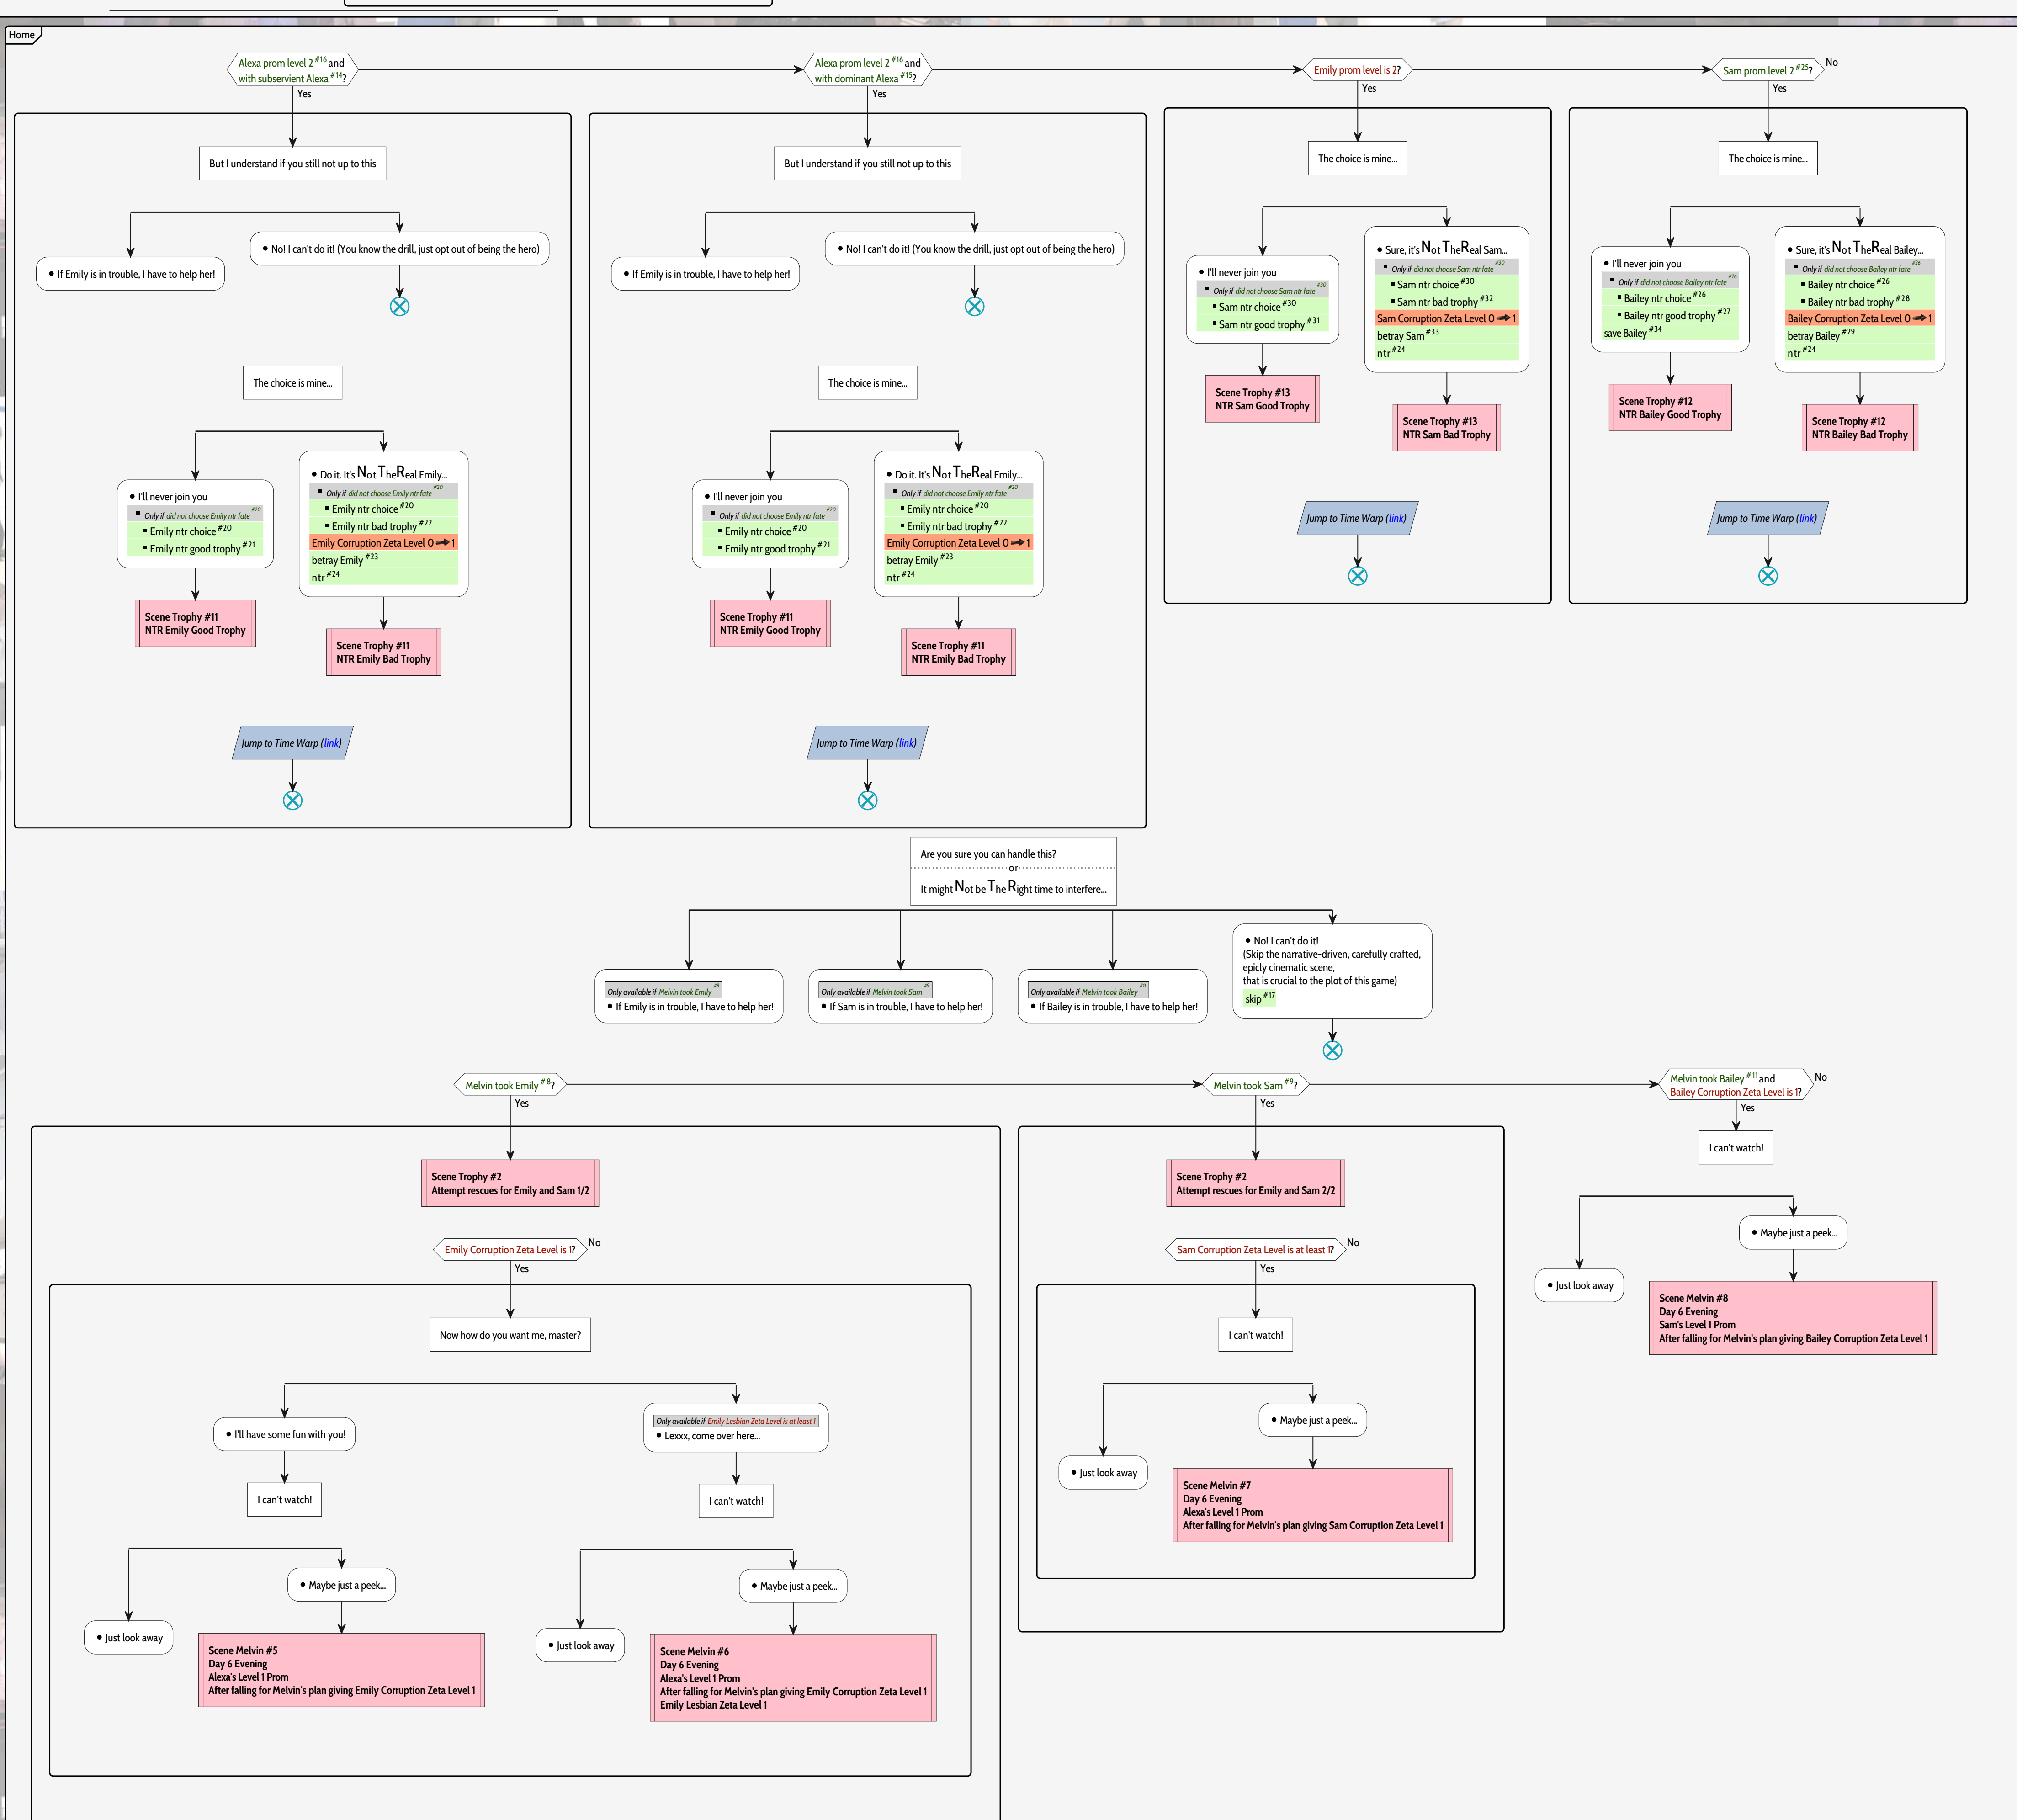 Home
Alexa prom level 2 #16 and
with subservient Alexa #14?
Yes
But I understand if you still not up to this
If Emily is in trouble, I have to help her!
No! I can't do it! (You know the drill, just opt out of being the hero)
The choice is mine...
I'll never join you
Only if did not choose Emily ntr fate #20
Emily ntr choice #20
Emily ntr good trophy #21
Scene Trophy #11
NTR Emily Good Trophy
Do it. It's Not TheReal Emily...
Only if did not choose Emily ntr fate #20
Emily ntr choice #20
Emily ntr bad trophy #22
Emily Corruption Zeta Level 0 ➡ 1
betray Emily #23
ntr #24
Scene Trophy #11
NTR Emily Bad Trophy
Jump to Time Warp (link)
Alexa prom level 2 #16 and
with dominant Alexa #15?
Yes
But I understand if you still not up to this
If Emily is in trouble, I have to help her!
No! I can't do it! (You know the drill, just opt out of being the hero)
The choice is mine...
I'll never join you
Only if did not choose Emily ntr fate #20
Emily ntr choice #20
Emily ntr good trophy #21
Scene Trophy #11
NTR Emily Good Trophy
Do it. It's Not TheReal Emily...
Only if did not choose Emily ntr fate #20
Emily ntr choice #20
Emily ntr bad trophy #22
Emily Corruption Zeta Level 0 ➡ 1
betray Emily #23
ntr #24
Scene Trophy #11
NTR Emily Bad Trophy
Jump to Time Warp (link)
Emily prom level is 2?
Yes
The choice is mine...
I'll never join you
Only if did not choose Sam ntr fate #30
Sam ntr choice #30
Sam ntr good trophy #31
Scene Trophy #13
NTR Sam Good Trophy
Sure, it's Not TheReal Sam...
Only if did not choose Sam ntr fate #30
Sam ntr choice #30
Sam ntr bad trophy #32
Sam Corruption Zeta Level 0 ➡ 1
betray Sam #33
ntr #24
Scene Trophy #13
NTR Sam Bad Trophy
Jump to Time Warp (link)
Sam prom level 2 #25?
No
Yes
The choice is mine...
I'll never join you
Only if did not choose Bailey ntr fate #26
Bailey ntr choice #26
Bailey ntr good trophy #27
save Bailey #34
Scene Trophy #12
NTR Bailey Good Trophy
Sure, it's Not TheReal Bailey...
Only if did not choose Bailey ntr fate #26
Bailey ntr choice #26
Bailey ntr bad trophy #28
Bailey Corruption Zeta Level 0 ➡ 1
betray Bailey #29
ntr #24
Scene Trophy #12
NTR Bailey Bad Trophy
Jump to Time Warp (link)
Are you sure you can handle this?
or
It might Not be The Right time to interfere...
Only available if Melvin took Emily #8
If Emily is in trouble, I have to help her!
Only available if Melvin took Sam #9
If Sam is in trouble, I have to help her!
Only available if Melvin took Bailey #11
If Bailey is in trouble, I have to help her!
No! I can't do it!
(Skip the narrative-driven, carefully crafted,
epicly cinematic scene,
that is crucial to the plot of this game)
skip #17
Melvin took Emily #8?
Yes
Scene Trophy #2
Attempt rescues for Emily and Sam 1/2
Emily Corruption Zeta Level is 1?
No
Yes
Now how do you want me, master?
I'll have some fun with you!
I can't watch!
Just look away
Maybe just a peek...
Scene Melvin #5
Day 6 Evening
Alexa's Level 1 Prom
After falling for Melvin's plan giving Emily Corruption Zeta Level 1
Only available if Emily Lesbian Zeta Level is at least 1
Lexxx, come over here...
I can't watch!
Just look away
Maybe just a peek...
Scene Melvin #6
Day 6 Evening
Alexa's Level 1 Prom
After falling for Melvin's plan giving Emily Corruption Zeta Level 1
Emily Lesbian Zeta Level 1
Melvin took Sam #9?
Yes
Scene Trophy #2
Attempt rescues for Emily and Sam 2/2
Sam Corruption Zeta Level is at least 1?
No
Yes
I can't watch!
Just look away
Maybe just a peek...
Scene Melvin #7
Day 6 Evening
Alexa's Level 1 Prom
After falling for Melvin's plan giving Sam Corruption Zeta Level 1
Melvin took Bailey #11 and
Bailey Corruption Zeta Level is 1?
No
Yes
I can't watch!
Just look away
Maybe just a peek...
Scene Melvin #8
Day 6 Evening
Sam's Level 1 Prom
After falling for Melvin's plan giving Bailey Corruption Zeta Level 1